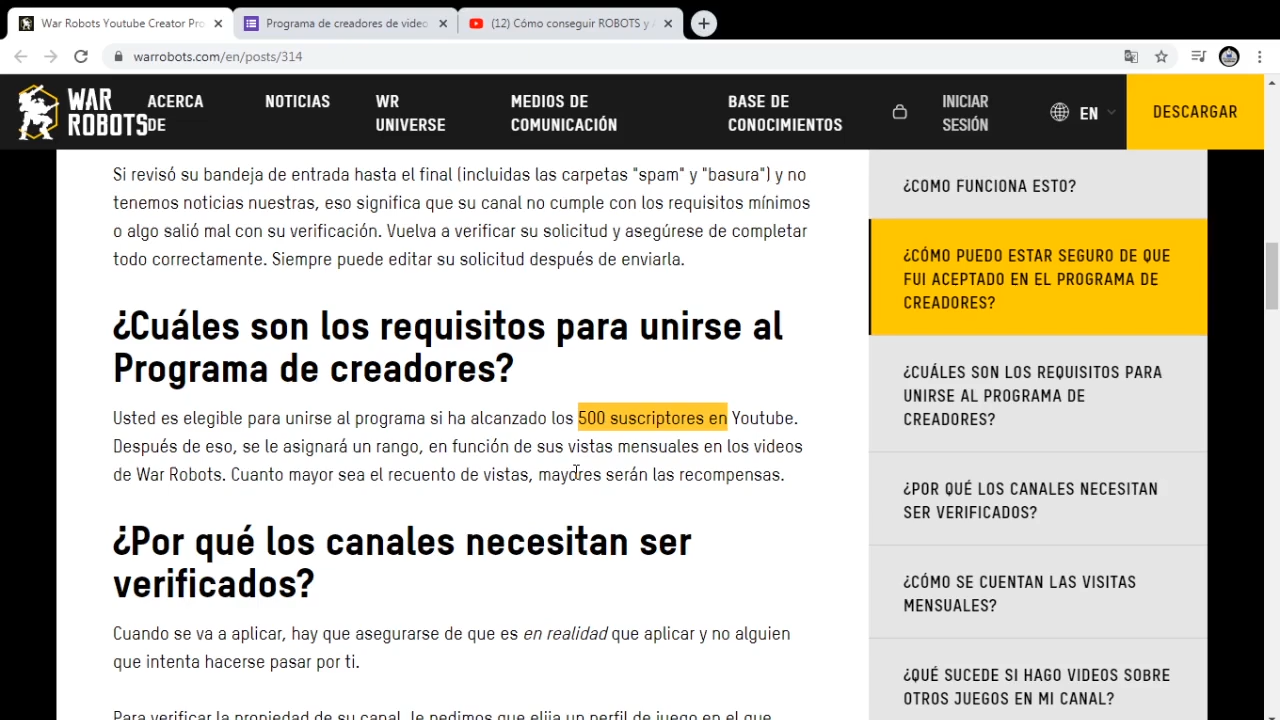 War Robots Youtube Creator Pro
Programa de creadores de video
(12) Cómo conseguir ROBOTS y
warrobots.com/en/posts/314
WAR ROBOTS
ACERCA DE
NOTICIAS
WR UNIVERSE
MEDIOS DE COMUNICACIÓN
BASE DE CONOCIMIENTOS
INICIAR SESIÓN
EN
DESCARGAR
Si revisó su bandeja de entrada hasta el final (incluidas las carpetas "spam" y "basura") y no
tenemos noticias nuestras, eso significa que su canal no cumple con los requisitos mínimos
o algo salió mal con su verificación. Vuelva a verificar su solicitud y asegúrese de completar
todo correctamente. Siempre puede editar su solicitud después de enviarla.
¿Cuáles son los requisitos para unirse al
Programa de creadores?
Usted es elegible para unirse al programa si ha alcanzado los 500 suscriptores en Youtube.
Después de eso, se le asignará un rango, en función de sus vistas mensuales en los videos
de War Robots. Cuanto mayor sea el recuento de vistas, mayores serán las recompensas.
¿Por qué los canales necesitan ser
verificados?
Cuando se va a aplicar, hay que asegurarse de que es en realidad que aplicar y no alguien
que intenta hacerse pasar por ti.
Para verificar la propiedad de su canal, le pedimos que elija un perfil de juego en el que
¿COMO FUNCIONA ESTO?
¿CÓMO PUEDO ESTAR SEGURO DE QUE
FUI ACEPTADO EN EL PROGRAMA DE
CREADORES?
¿CUÁLES SON LOS REQUISITOS PARA
UNIRSE AL PROGRAMA DE
CREADORES?
¿POR QUÉ LOS CANALES NECESITAN
SER VERIFICADOS?
¿CÓMO SE CUENTAN LAS VISITAS
MENSUALES?
¿QUÉ SUCEDE SI HAGO VIDEOS SOBRE
OTROS JUEGOS EN MI CANAL?